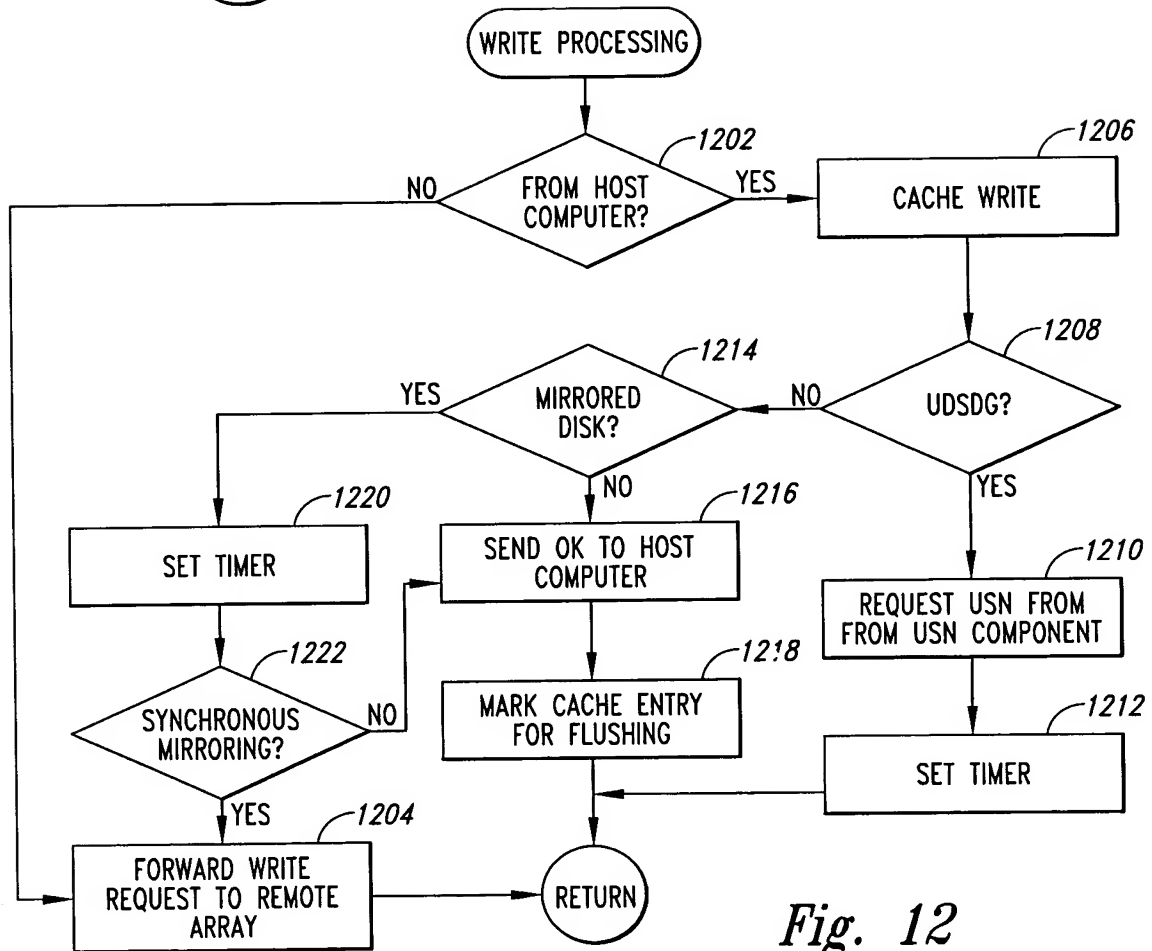 WRITE PROCESSING
1202
FROM HOST
COMPUTER?
NO
YES
1206
CACHE WRITE
1208
UDSDG?
NO
YES
1214
MIRRORED
DISK?
YES
NO
1220
SET TIMER
1216
SEND OK TO HOST
COMPUTER
1210
REQUEST USN FROM
FROM USN COMPONENT
1222
SYNCHRONOUS
MIRRORING?
NO
YES
1218
MARK CACHE ENTRY
FOR FLUSHING
1212
SET TIMER
1204
FORWARD WRITE
REQUEST TO REMOTE
ARRAY
RETURN
Fig. 12